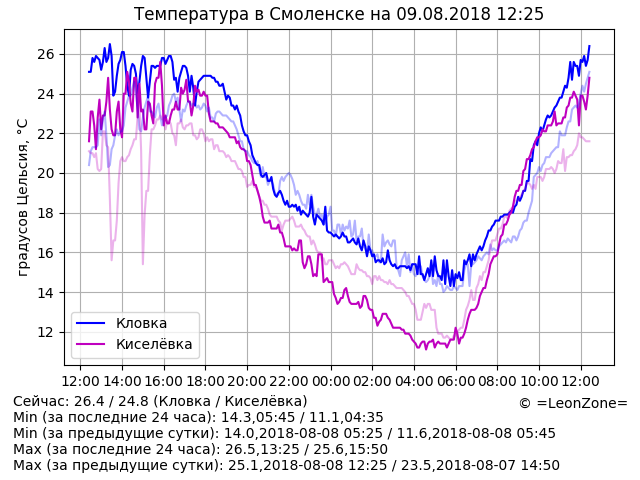 Температура в Смоленске на 09.08.2018 12:25
градусов Цельсия, °C
26
24
22
20
18
16
14
12
Кловка
Киселёвка
12:00 14:00 16:00 18:00 20:00 22:00 00:00 02:00 04:00 06:00 08:00 10:00 12:00
Сейчас: 26.4 / 24.8 (Кловка / Киселёвка)
© =LeonZone=
Min (за последние 24 часа): 14.3,05:45 / 11.1,04:35
Min (за предыдущие сутки): 14.0,2018-08-08 05:25 / 11.6,2018-08-08 05:45
Max (за последние 24 часа): 26.5,13:25 / 25.6,15:50
Max (за предыдущие сутки): 25.1,2018-08-08 12:25 / 23.5,2018-08-07 14:50